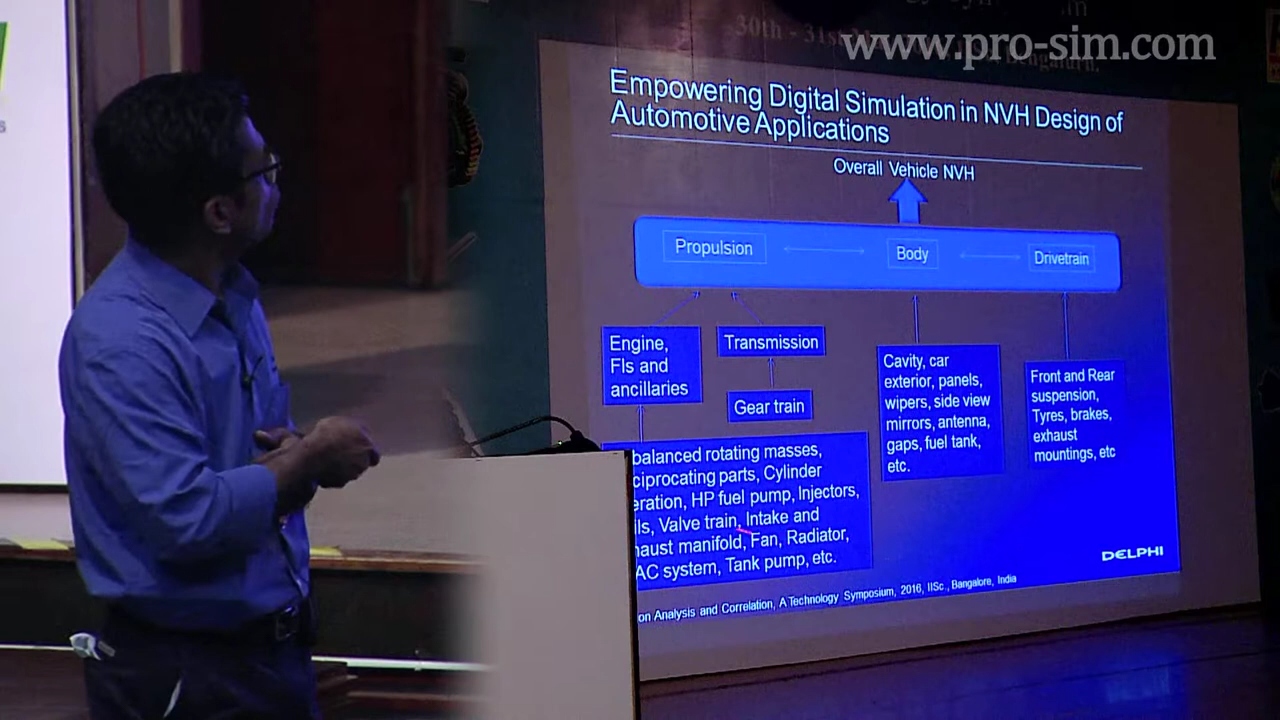 www.pro-sim.com
30th - 31st
Bengaluru.
Empowering Digital Simulation in NVH Design of
Automotive Applications
Overall Vehicle NVH
Propulsion
Body
Drivetrain
Engine,
FIs and
ancillaries
Transmission
Gear train
Cavity, car
exterior, panels,
wipers, side view
mirrors, antenna,
gaps, fuel tank,
etc.
Front and Rear
suspension,
Tyres, brakes,
exhaust
mountings, etc
balanced rotating masses,
ciprocating parts, Cylinder
eration, HP fuel pump, Injectors,
ils, Valve train, Intake and
haust manifold, Fan, Radiator,
AC system, Tank pump, etc.
DELPHI
on Analysis and Correlation, A Technology Symposium, 2016, IISc., Bangalore, India